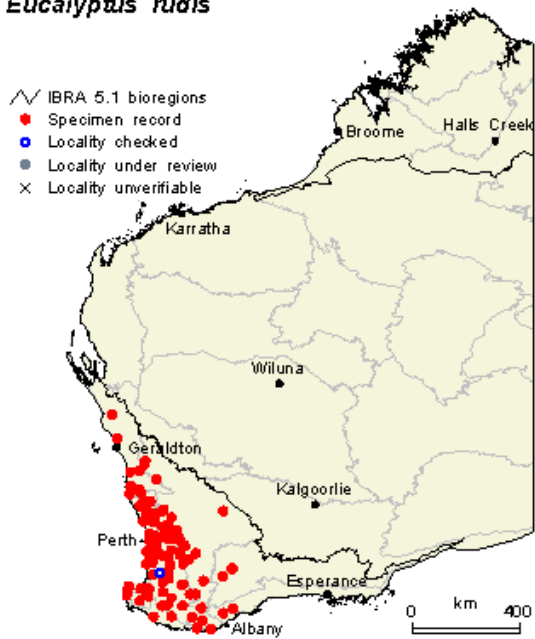 Eucalyptus rudis
IBRA 5.1 bioregions
Specimen record
Locality checked
Locality under review
Locality unverifiable
Broome
Halls Creek
Karratha
Wiluna
Geraldton
Kalgoorlie
Perth
Esperance
Albany
km
0 400